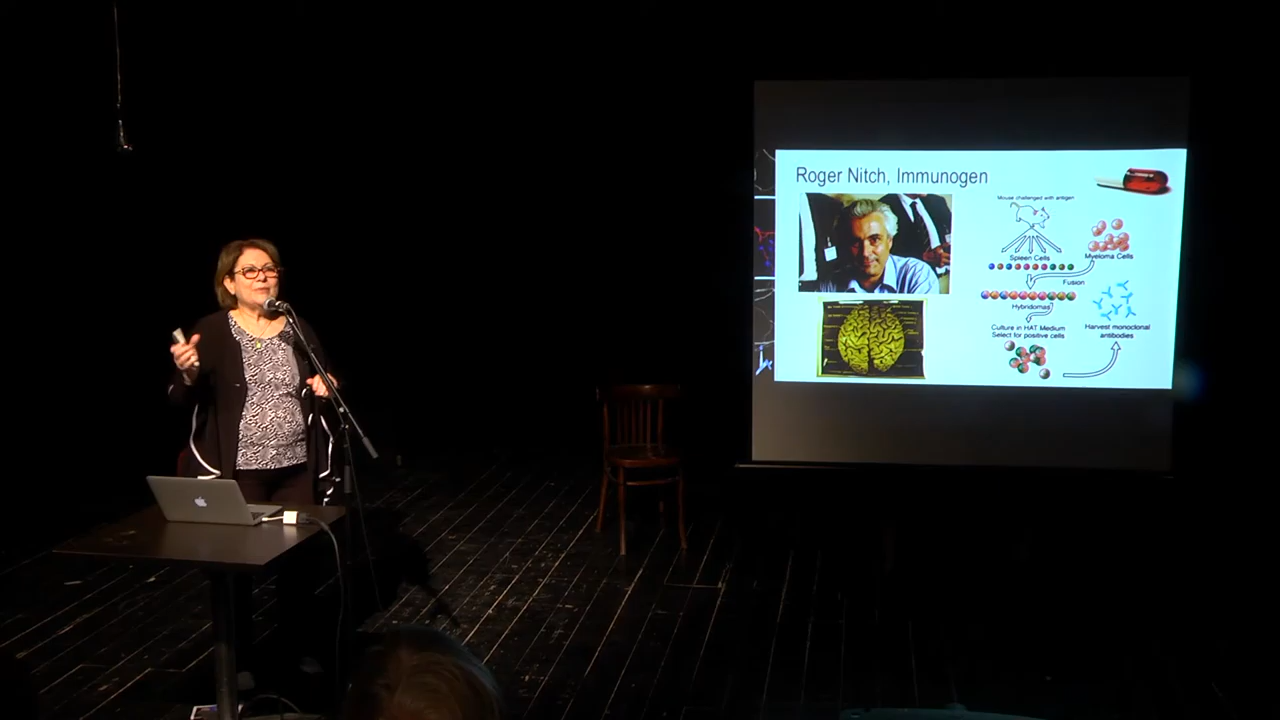 Roger Nitch, Immunogen
Mouse challenged with antigen
Spleen Cells
Myeloma Cells
Fusion
Hybridomas
Culture in HAT Medium
Select for positive cells
Harvest monoclonal
antibodies